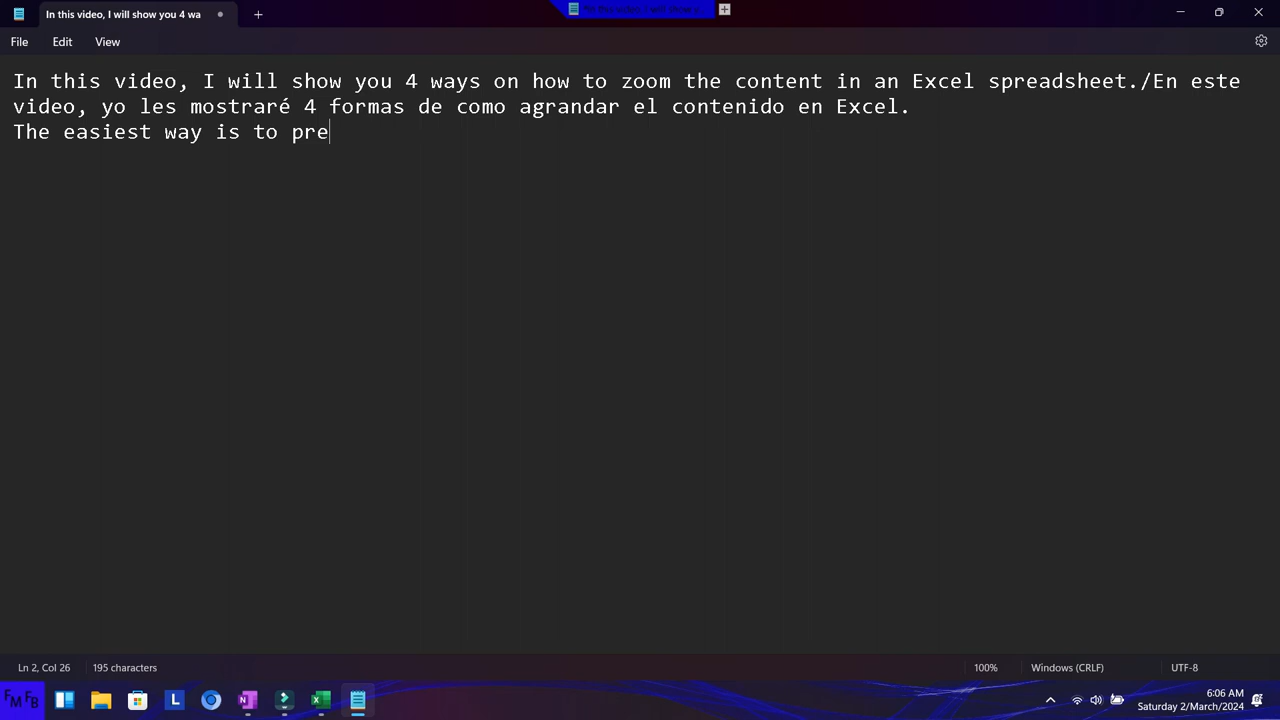 In this video, I will show you 4 wa
File
Edit
View
In this video, I will show you 4 ways on how to zoom the content in an Excel spreadsheet./En este
video, yo les mostraré 4 formas de como agrandar el contenido en Excel.
The easiest way is to pre
Ln 2, Col 26
195 characters
100%
Windows (CRLF)
UTF-8
FM FB
L
6:06 AM
Saturday 2/March/2024